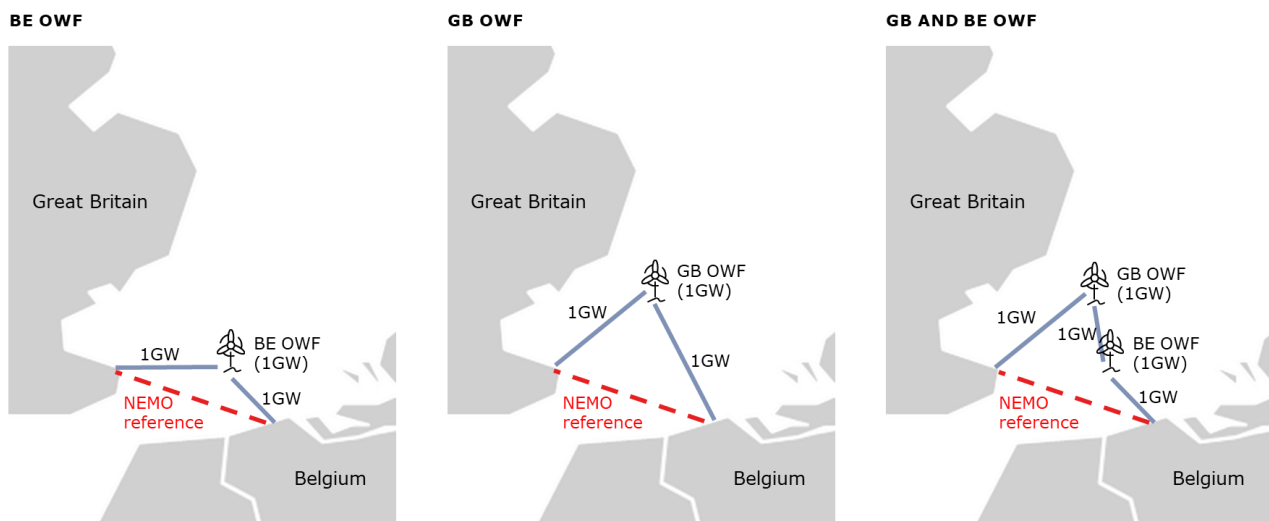 BE OWF
Great Britain
1GW
BE OWF
(1GW)
1GW
NEMO
reference
Belgium
GB OWF
Great Britain
GB OWF
(1GW)
1GW
1GW
NEMO
reference
Belgium
GB AND BE OWF
Great Britain
GB OWF
(1GW)
1GW
1GW
BE OWF
(1GW)
1GW
NEMO
reference
Belgium